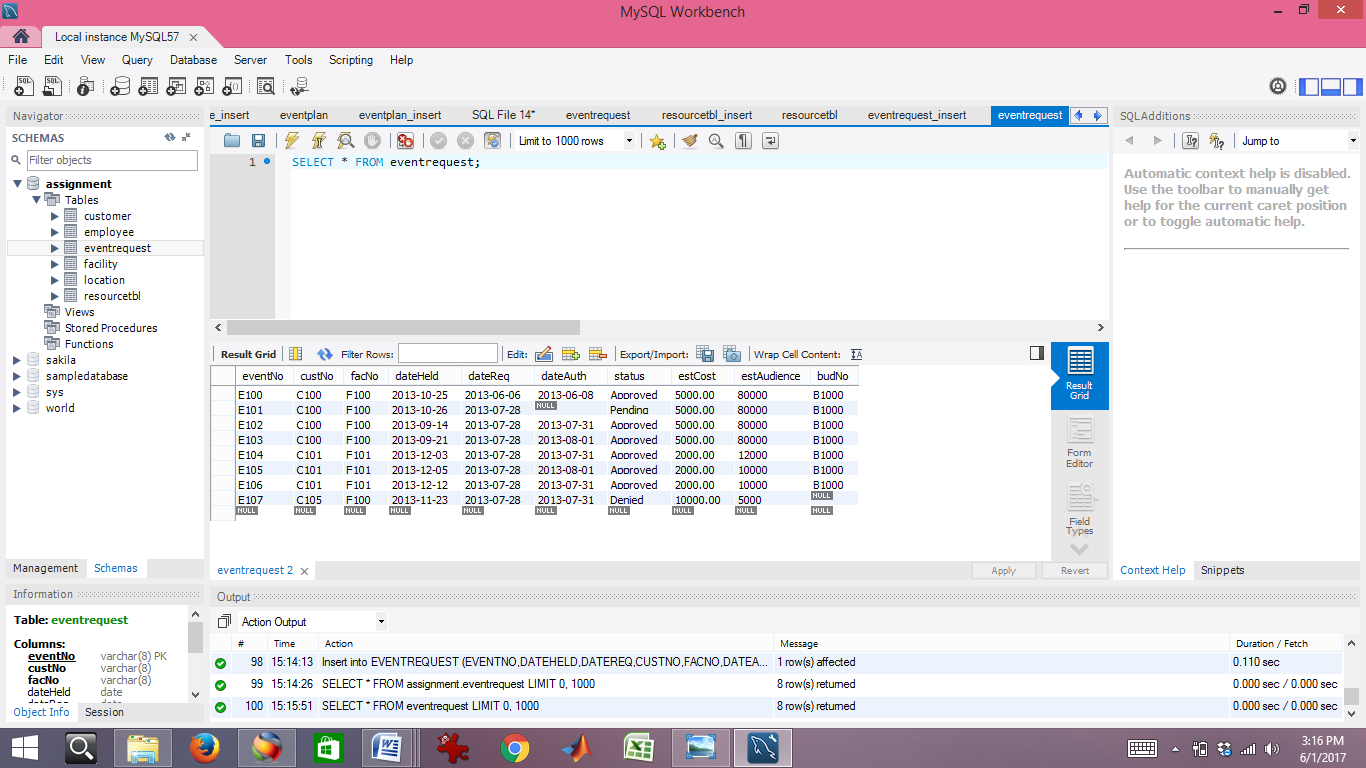 MySQL Workbench
Local instance MySQL57
File Edit View Query Database Server Tools Scripting Help
Navigator
SCHEMAS
Filter objects
assignment
Tables
customer
employee
eventrequest
facility
location
resourcetbl
Views
Stored Procedures
Functions
sakila
sampledatabase
sys
world
Management Schemas
Information
Table: eventrequest
Columns:
eventNo varchar(8) PK
custNo varchar(8)
facNo varchar(8)
dateHeld date
dateReq date
Object Info Session
e_insert eventplan eventplan_insert SQL File 14* eventrequest resourcetbl_insert resourcetbl eventrequest_insert eventrequest
Limit to 1000 rows
1 SELECT * FROM eventrequest;
Result Grid Filter Rows: Edit: Export/Import: Wrap Cell Content:
eventNo custNo facNo dateHeld dateReq dateAuth status estCost estAudience budNo
E100 C100 F100 2013-10-25 2013-06-06 2013-06-08 Approved 5000.00 80000 B1000
E101 C100 F100 2013-10-26 2013-07-28 NULL Pending 5000.00 80000 B1000
E102 C100 F100 2013-09-14 2013-07-28 2013-07-31 Approved 5000.00 80000 B1000
E103 C100 F100 2013-09-21 2013-07-28 2013-08-01 Approved 5000.00 80000 B1000
E104 C101 F101 2013-12-03 2013-07-28 2013-07-31 Approved 2000.00 12000 B1000
E105 C101 F101 2013-12-05 2013-07-28 2013-08-01 Approved 2000.00 10000 B1000
E106 C101 F101 2013-12-12 2013-07-28 2013-07-31 Approved 2000.00 10000 B1000
E107 C105 F100 2013-11-23 2013-07-28 2013-07-31 Denied 10000.00 5000 NULL
NULL NULL NULL NULL NULL NULL NULL NULL NULL NULL
Result Grid
Form Editor
Field Types
eventrequest 2
Apply Revert
SQLAdditions
Jump to
Automatic context help is disabled.
Use the toolbar to manually get
help for the current caret position
or to toggle automatic help.
Context Help Snippets
Output
Action Output
# Time Action Message Duration / Fetch
98 15:14:13 Insert into EVENTREQUEST (EVENTNO,DATEHELD,DATEREQ,CUSTNO,FACNO,DATEA... 1 row(s) affected 0.110 sec
99 15:14:26 SELECT * FROM assignment.eventrequest LIMIT 0, 1000 8 row(s) returned 0.000 sec / 0.000 sec
100 15:15:51 SELECT * FROM eventrequest LIMIT 0, 1000 8 row(s) returned 0.000 sec / 0.000 sec
3:16 PM
6/1/2017